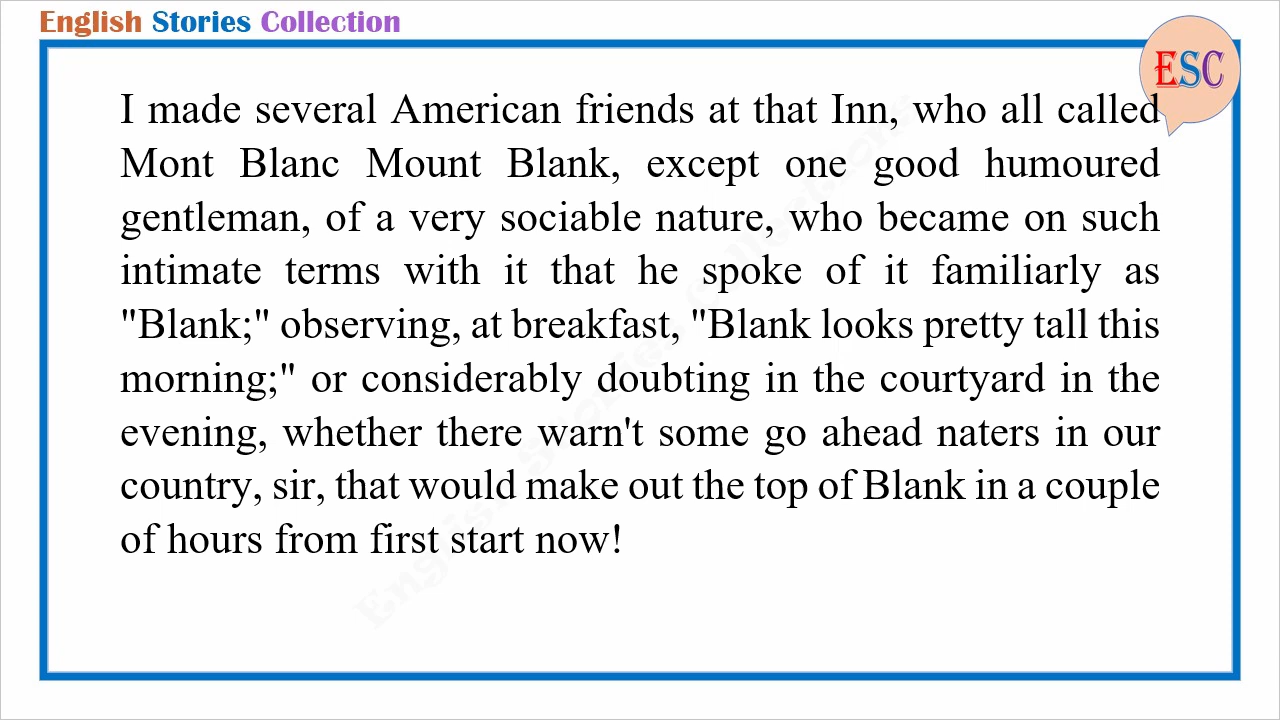 English Stories Collection
ESC
I made several American friends at that Inn, who all called
Mont Blanc Mount Blank, except one good humoured
gentleman, of a very sociable nature, who became on such
intimate terms with it that he spoke of it familiarly as
"Blank;" observing, at breakfast, "Blank looks pretty tall this
morning;" or considerably doubting in the courtyard in the
evening, whether there warn't some go ahead naters in our
country, sir, that would make out the top of Blank in a couple
of hours from first start now!
English Stories Collections